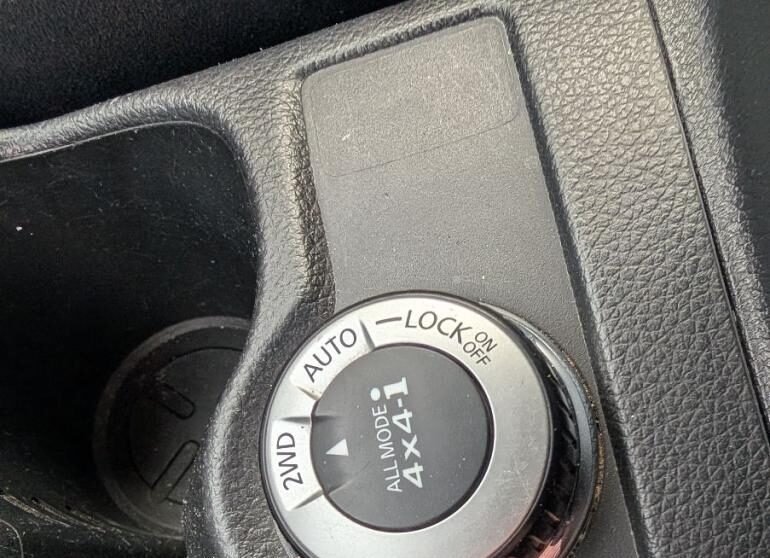 2WD
AUTO
LOCK
ON
OFF
ALL MODE
4x4-i